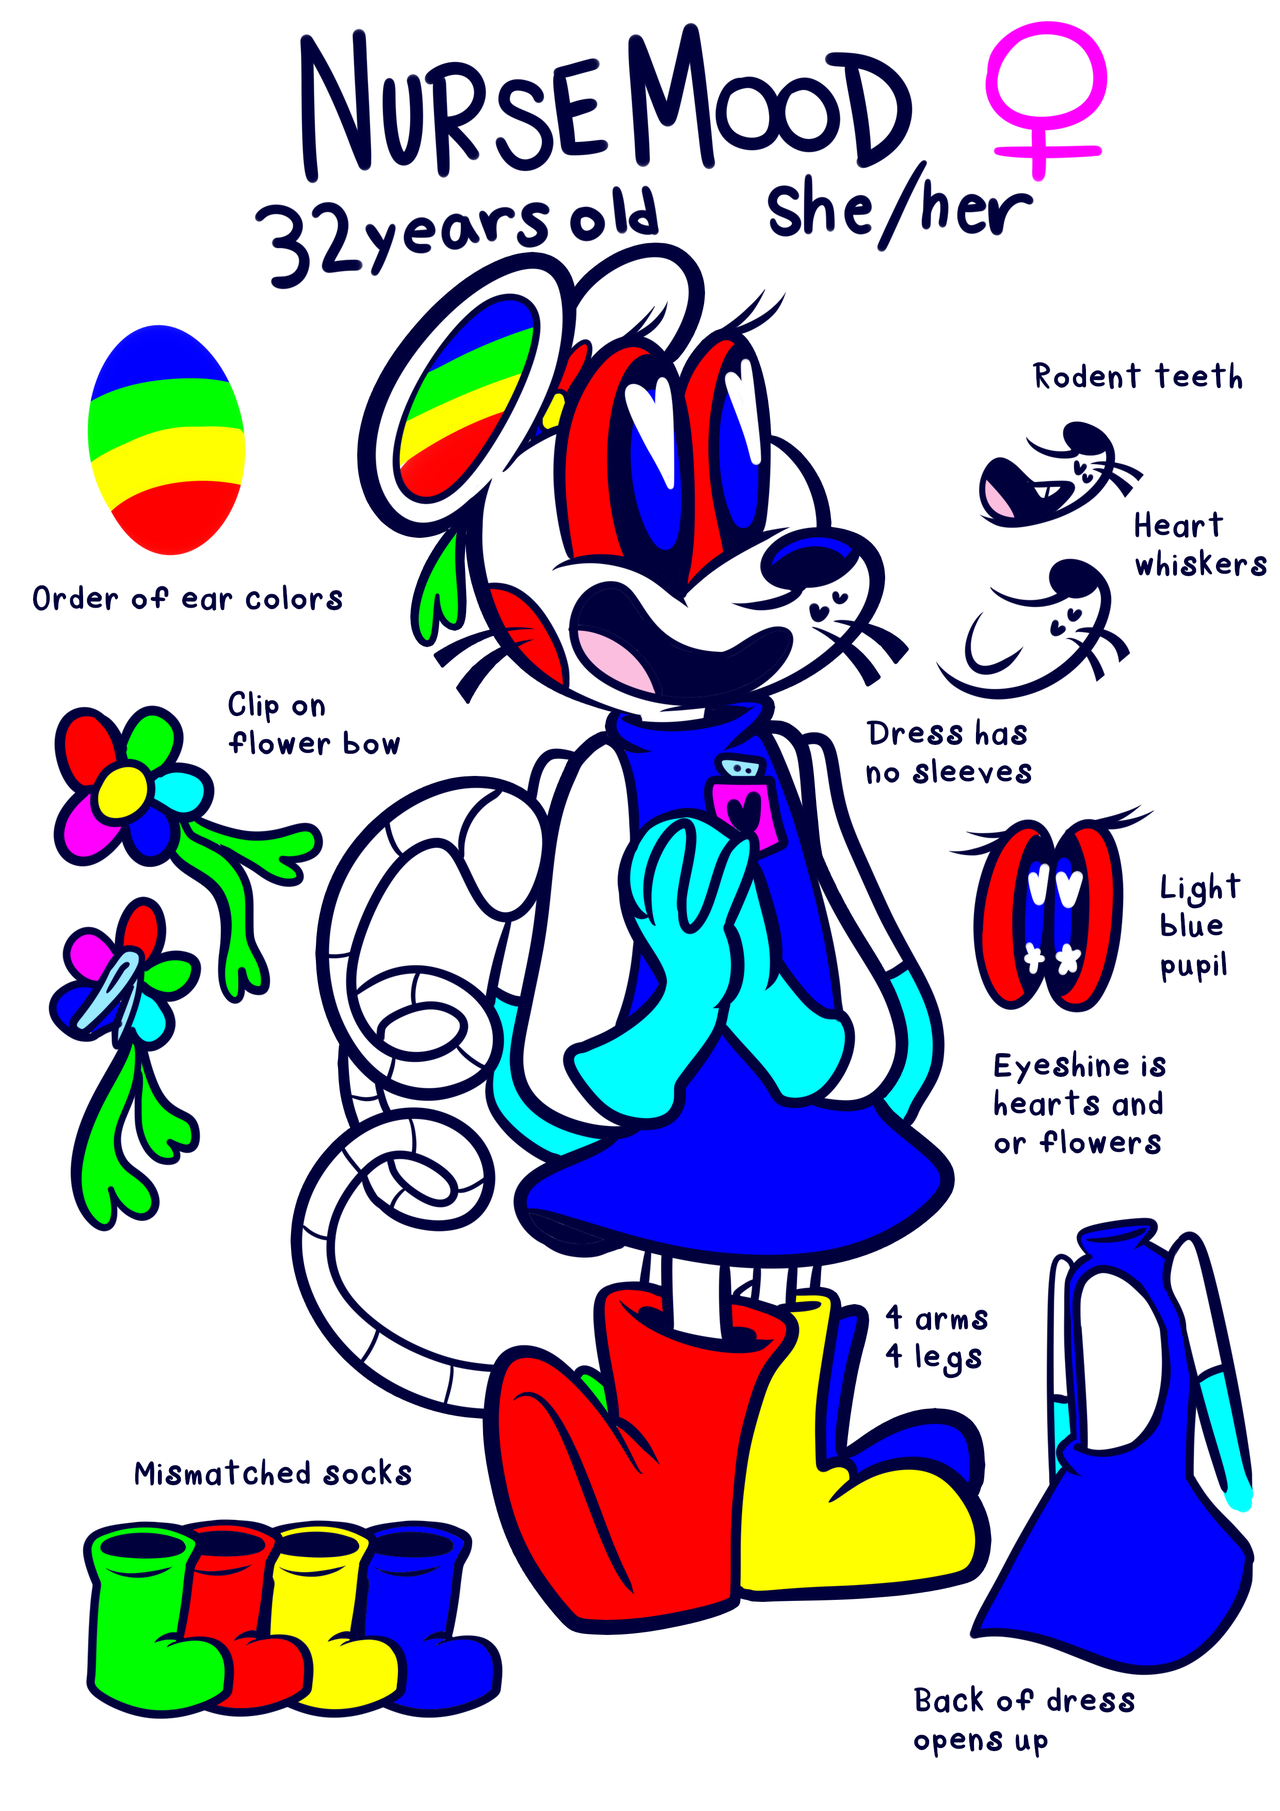 NURSE MOOD
32 years old she/her
Rodent teeth
Heart
whiskers
Order of ear colors
Clip on
flower bow
Dress has
no sleeves
Light
blue
pupil
Eyeshine is
hearts and
or flowers
4 arms
4 legs
Mismatched socks
Back of dress
opens up